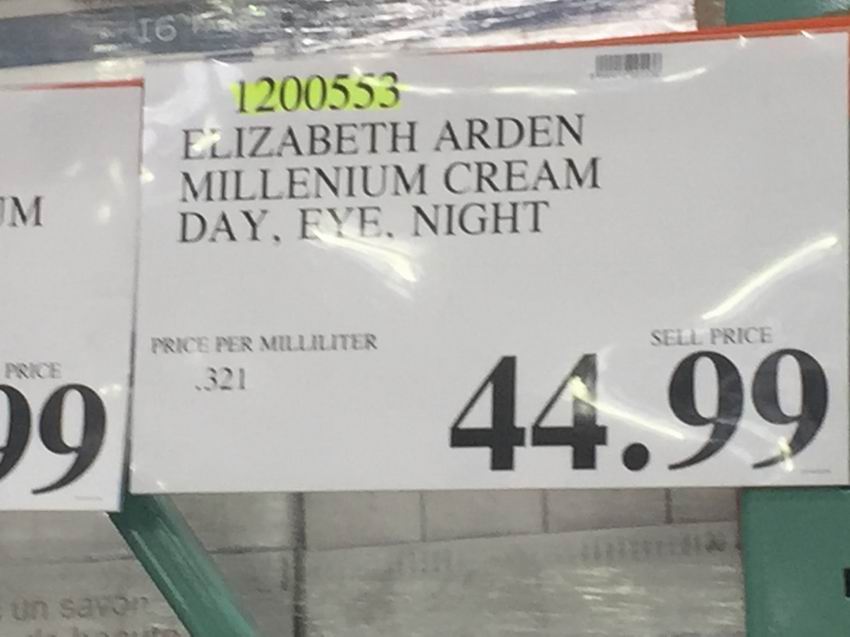 16
1200553
ELIZABETH ARDEN
MILLENIUM CREAM
DAY, EYE, NIGHT
PRICE PER MILLILITER
.321
SELL PRICE
44.99
UM
PRICE
99
un savon